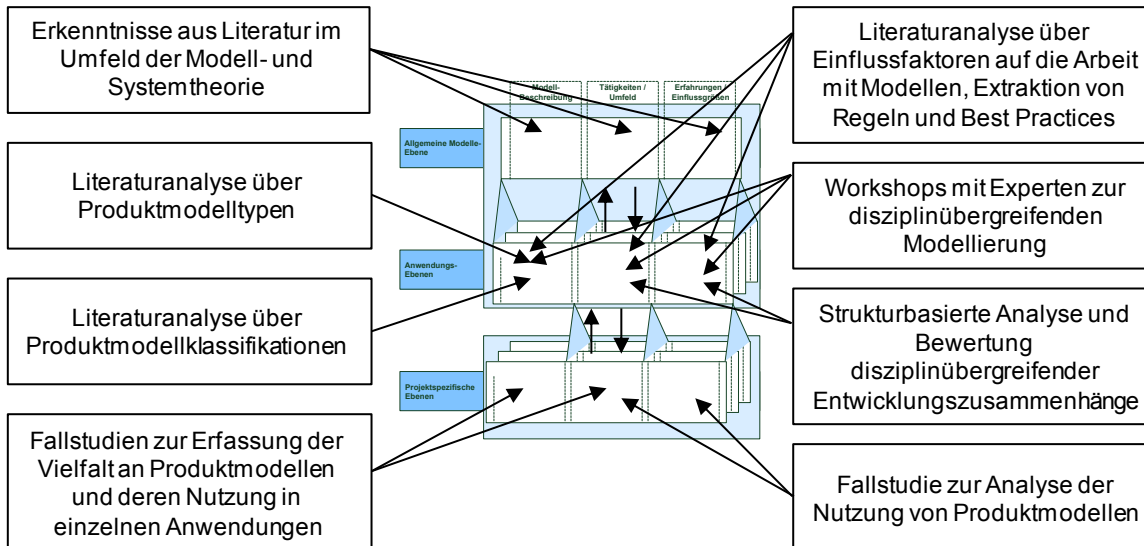 Erkenntnisse aus Literatur im
Umfeld der Modell- und
Systemtheorie
Literaturanalyse über
Produktmodelltypen
Literaturanalyse über
Produktmodellklassifikationen
Fallstudien zur Erfassung der
Vielfalt an Produktmodellen
und deren Nutzung in
einzelnen Anwendungen
Modell-
Beschreibung
Tätigkeiten /
Umfeld
Erfahrungen /
Einflussgrößen
Allgemeine Modelle-
Ebene
Anwendungs-
Ebenen
Projektspezifische
Ebenen
Literaturanalyse über
Einflussfaktoren auf die Arbeit
mit Modellen, Extraktion von
Regeln und Best Practices
Workshops mit Experten zur
disziplinübergreifenden
Modellierung
Strukturbasierte Analyse und
Bewertung
disziplinübergreifender
Entwicklungszusammenhänge
Fallstudie zur Analyse der
Nutzung von Produktmodellen